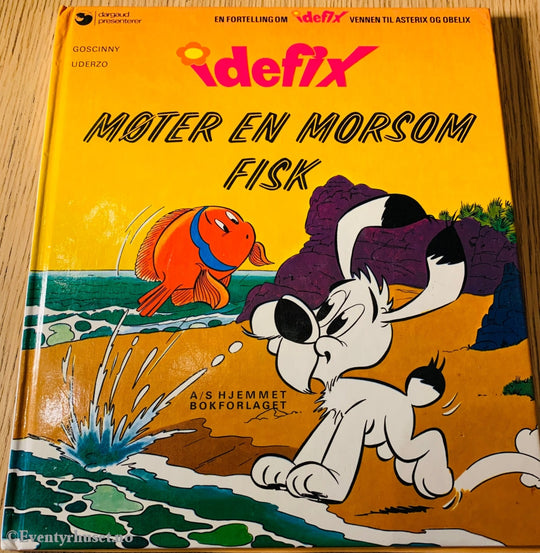 dargaud
presenterer
EN FORTELLING OM idefix VENNEN TIL ASTERIX OG OBELIX
GOSCINNY
UDERZO
idefix
MØTER EN MORSOM
FISK
A/S HJEMMET
BOKFORLAGET
©Eventyrhuset.no